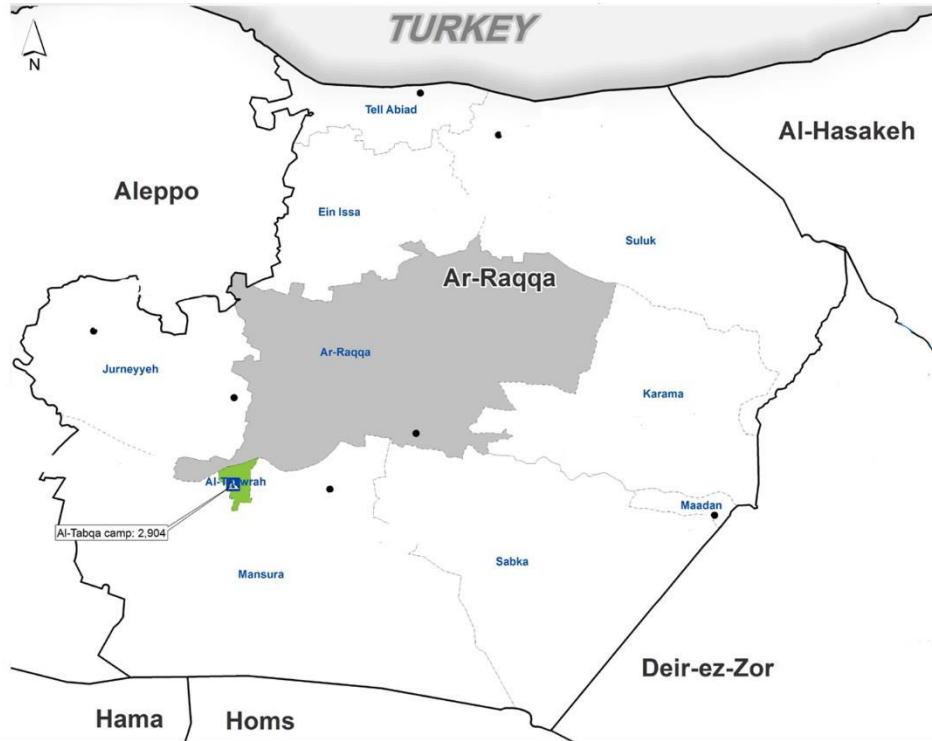 TURKEY
N
Tell Abiad
Al-Hasakeh
Aleppo
Ein Issa
Suluk
Ar-Raqqa
Ar-Raqqa
Jurneyyeh
Karama
Al-Tabqa camp: 2,904
Maadan
Sabka
Mansura
Deir-ez-Zor
Hama
Homs